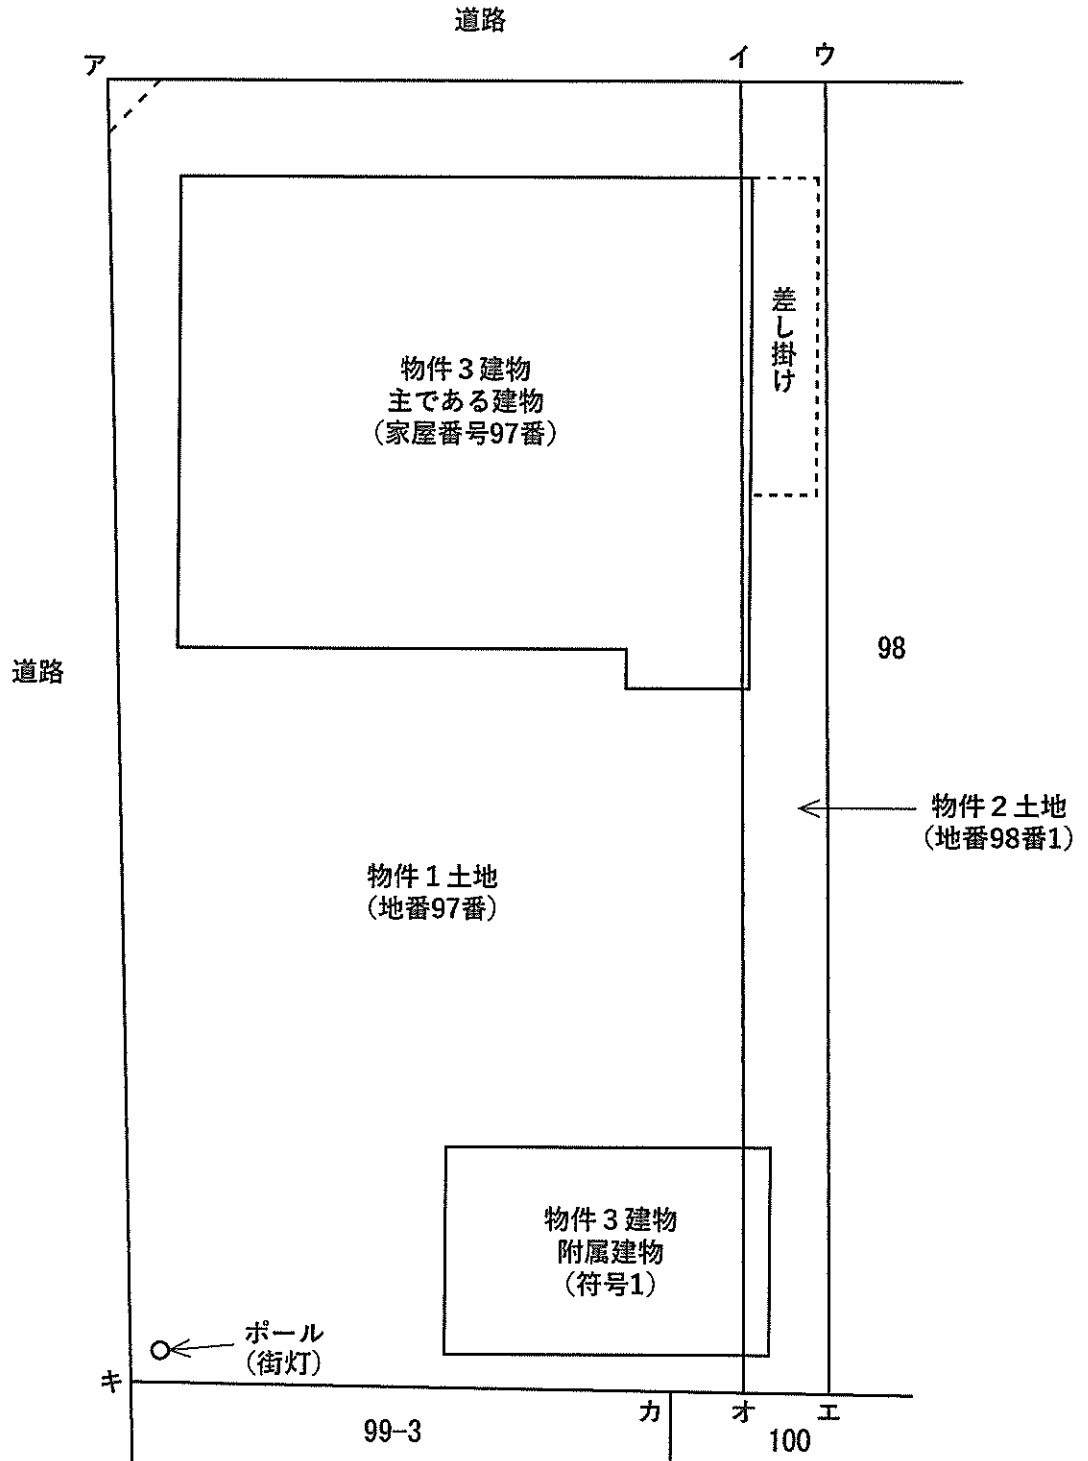 道路
ア
イ
ウ
差し掛け
物件３建物
主である建物
（家屋番号97番）
98
道路
物件２土地
（地番98番1）
物件１土地
（地番97番）
物件３建物
附属建物
（符号1）
ポール
（街灯）
キ
カ
オ
エ
99-3
100